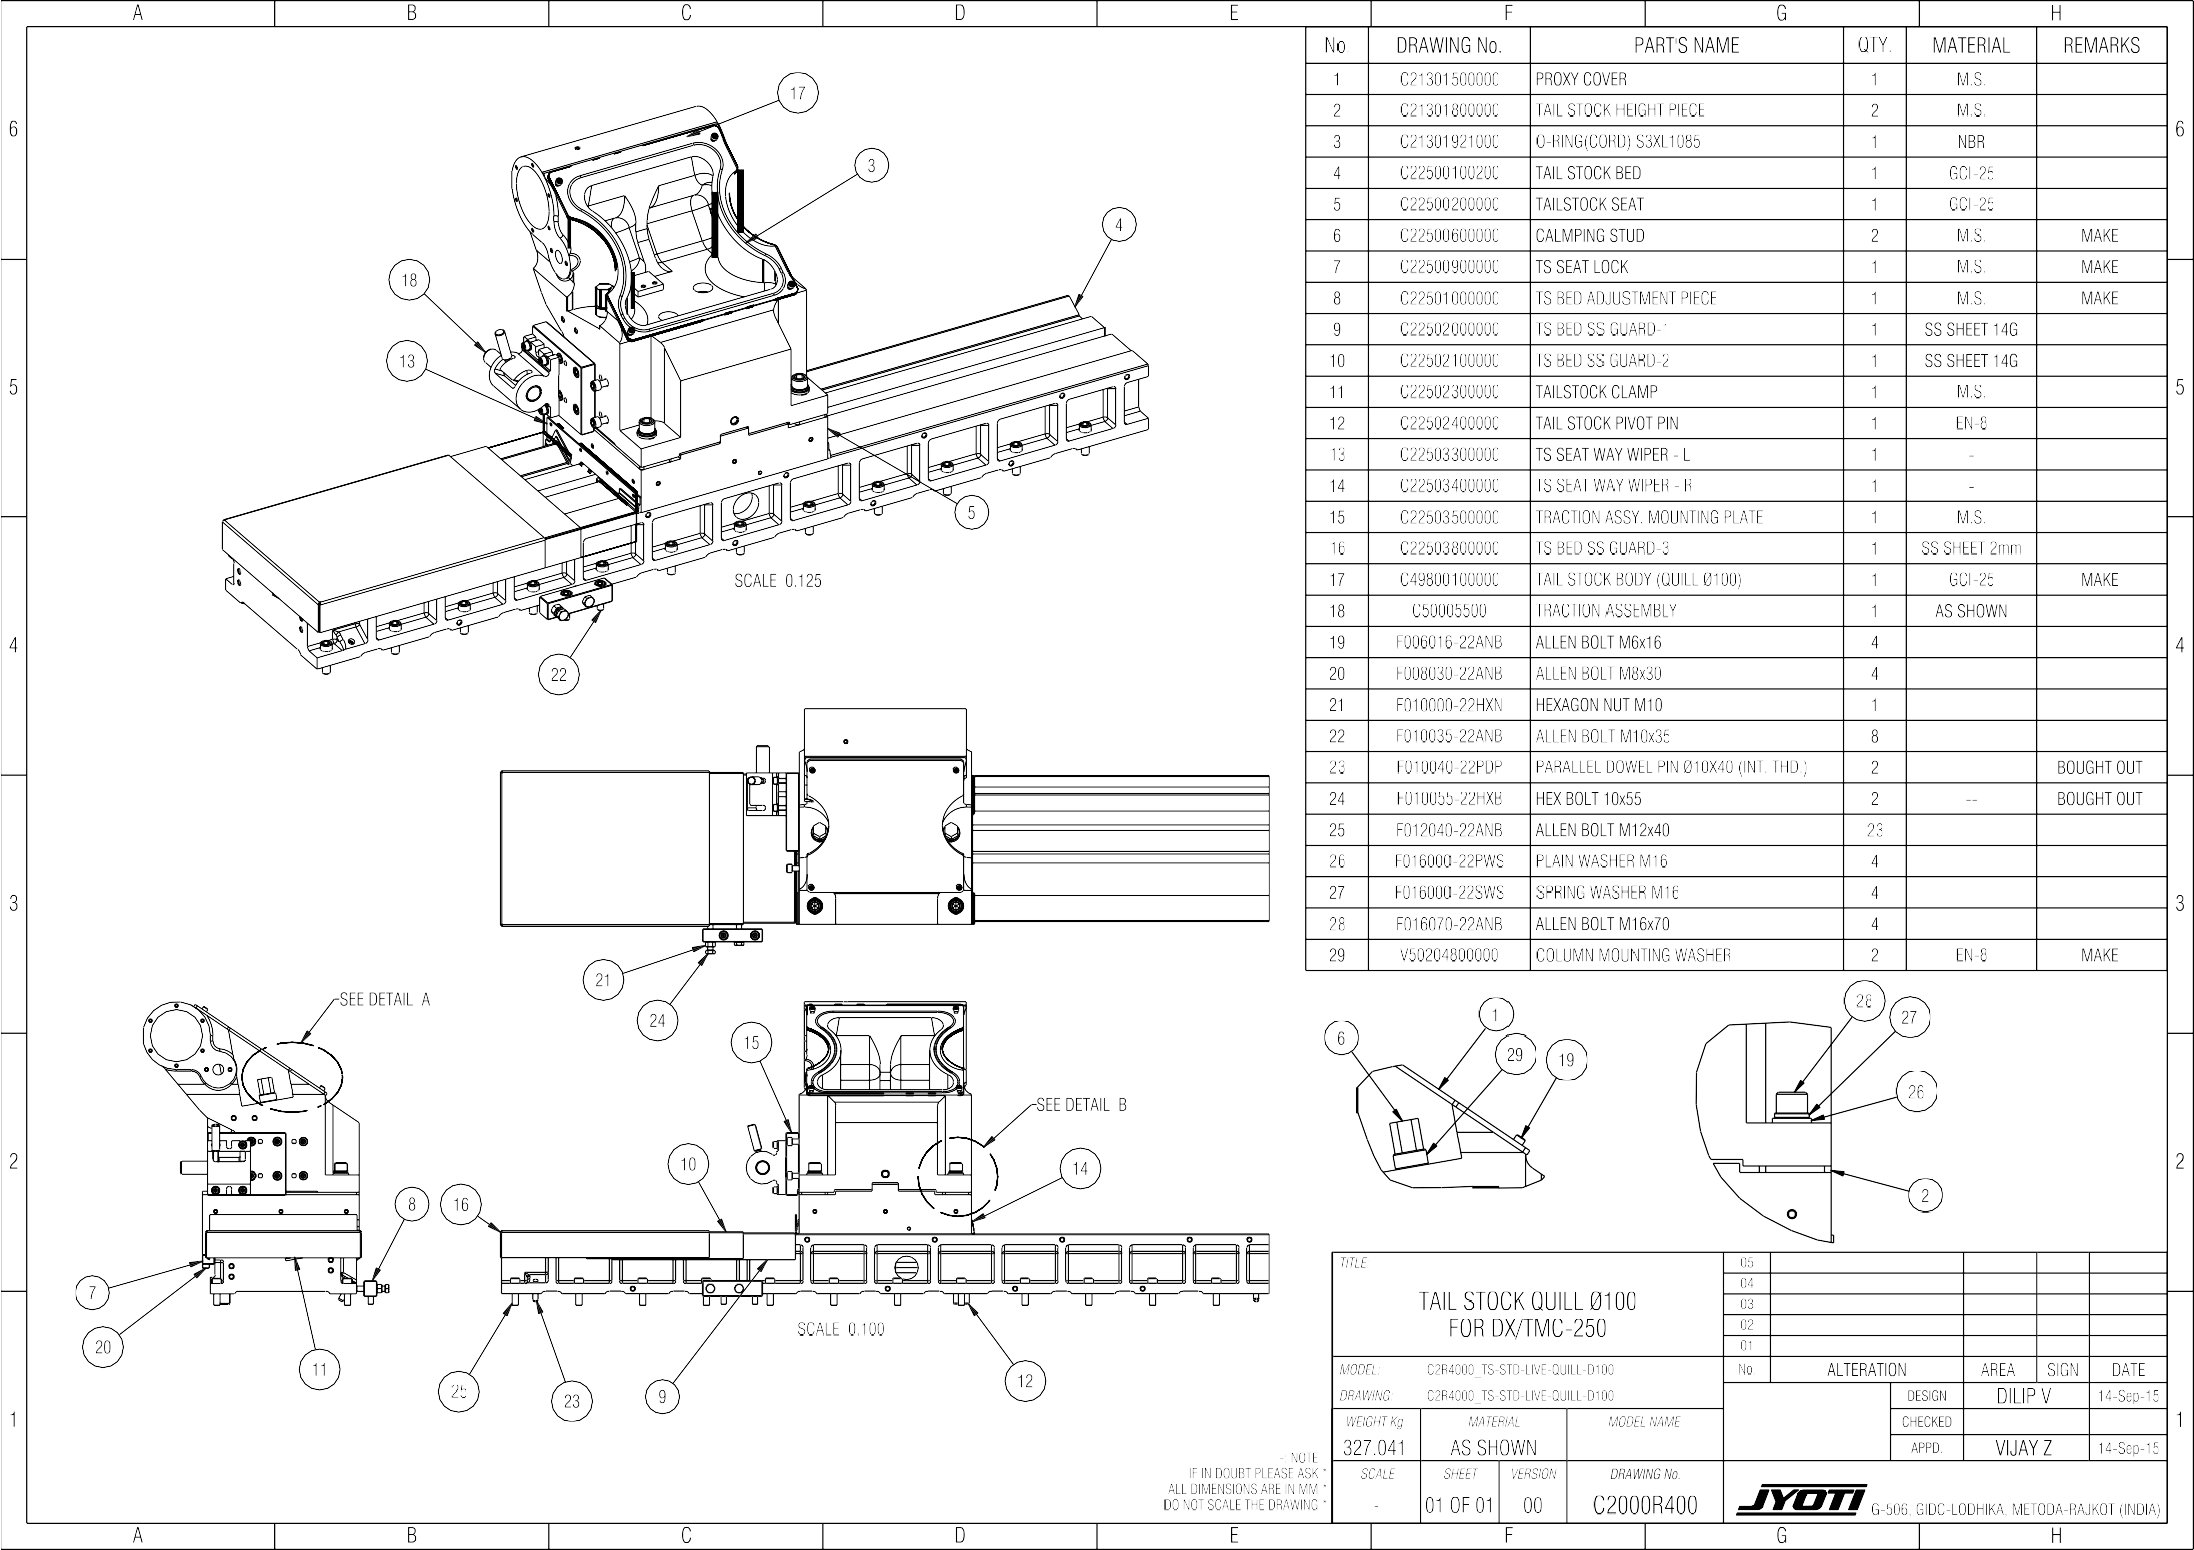 A B C D E F G H
No DRAWING No. PART'S NAME QTY. MATERIAL REMARKS
1 C21301500000 PROXY COVER 1 M.S.
2 C21301800000 TAIL STOCK HEIGHT PIECE 2 M.S.
3 C21301921000 O-RING(CORD) S3XL1085 1 NBR
4 C22500100200 TAIL STOCK BED 1 GCI-25
5 C22500200000 TAILSTOCK SEAT 1 GCI-25
6 C22500600000 CALMPING STUD 2 M.S. MAKE
7 C22500900000 TS SEAT LOCK 1 M.S. MAKE
8 C22501000000 TS BED ADJUSTMENT PIECE 1 M.S. MAKE
9 C22502000000 TS BED SS GUARD-1 1 SS SHEET 14G
10 C22502100000 TS BED SS GUARD-2 1 SS SHEET 14G
11 C22502300000 TAILSTOCK CLAMP 1 M.S.
12 C22502400000 TAIL STOCK PIVOT PIN 1 EN-8
13 C22503300000 TS SEAT WAY WIPER - L 1 -
14 C22503400000 TS SEAT WAY WIPER - R 1 -
15 C22503500000 TRACTION ASSY. MOUNTING PLATE 1 M.S.
16 C22503800000 TS BED SS GUARD-3 1 SS SHEET 2mm
17 C49800100000 TAIL STOCK BODY (QUILL Ø100) 1 GCI-25 MAKE
18 C50005500 TRACTION ASSEMBLY 1 AS SHOWN
19 F006016-22ANB ALLEN BOLT M6x16 4
20 F008030-22ANB ALLEN BOLT M8x30 4
21 F010000-22HXN HEXAGON NUT M10 1
22 F010035-22ANB ALLEN BOLT M10x35 8
23 F010040-22PDP PARALLEL DOWEL PIN Ø10X40 (INT. THD.) 2 BOUGHT OUT
24 F010055-22HXB HEX BOLT 10x55 2 -- BOUGHT OUT
25 F012040-22ANB ALLEN BOLT M12x40 23
26 F016000-22PWS PLAIN WASHER M16 4
27 F016000-22SWS SPRING WASHER M16 4
28 F016070-22ANB ALLEN BOLT M16x70 4
29 V50204800000 COLUMN MOUNTING WASHER 2 EN-8 MAKE
6
5
4
3
2
1
6
5
4
3
2
1
17
3
4
18
13
5
SCALE 0.125
22
21
24
SEE DETAIL A
8
7
20
11
15
SEE DETAIL B
10
14
16
SCALE 0.100
25
23
9
12
6
1
29
19
28
27
26
2
- NOTE
IF IN DOUBT PLEASE ASK *
ALL DIMENSIONS ARE IN MM *
DO NOT SCALE THE DRAWING *
TITLE
TAIL STOCK QUILL Ø100
FOR DX/TMC-250
MODEL: C2R4000_TS-STD-LIVE-QUILL-D100
DRAWING: C2R4000_TS-STD-LIVE-QUILL-D100
WEIGHT Kg MATERIAL MODEL NAME
327.041 AS SHOWN
SCALE SHEET VERSION DRAWING No.
- 01 OF 01 00 C2000R400
05
04
03
02
01
No ALTERATION AREA SIGN DATE
DESIGN DILIP V 14-Sep-15
CHECKED
APPD. VIJAY Z 14-Sep-15
JYOTI G-506, GIDC-LODHIKA, METODA-RAJKOT (INDIA)
A B C D E F G H